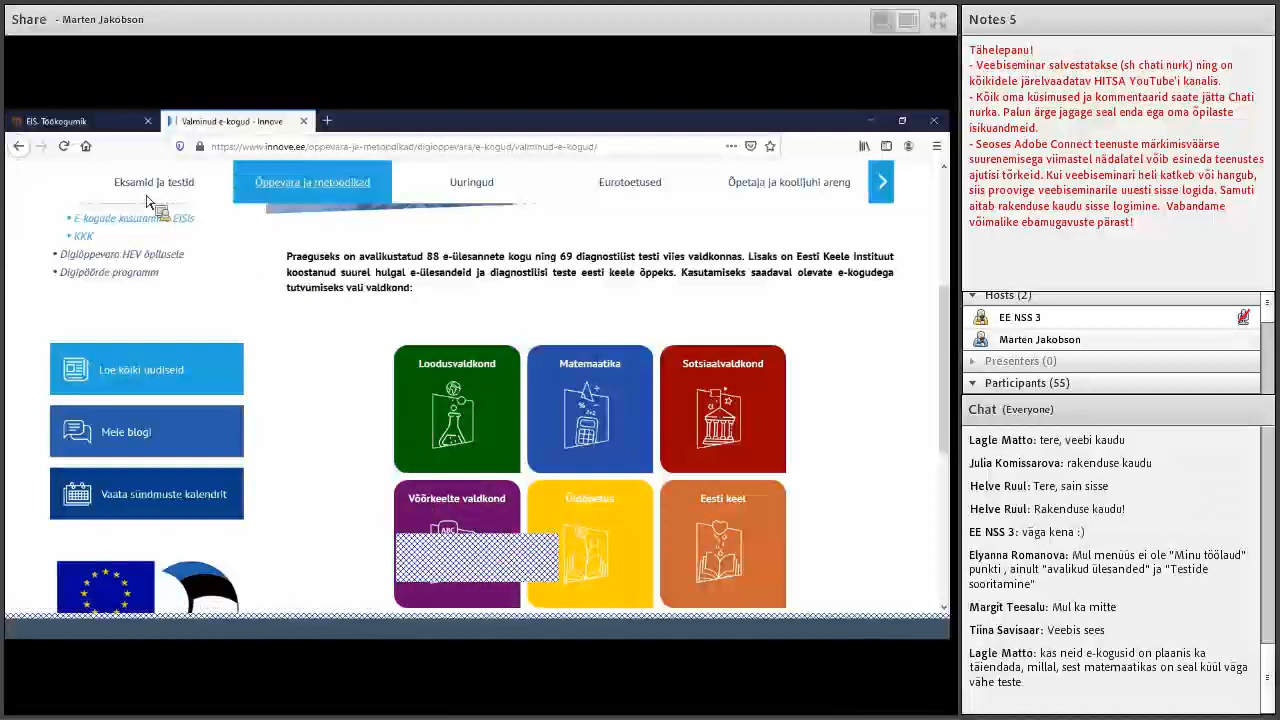 Share - Marten Jakobson
EIS. Töökogumik
Valminud e-kogud - Innove
https://www.innove.ee/oppevara-ja-metoodikad/digioppevara/e-kogud/valminud-e-kogud/
Eksamid ja testid
Õppevara ja metoodikad
Uuringud
Eurotoetused
Õpetaja ja koolijuhi areng
• KKK
• Digiõppevara HEV õpilasele
• Digipöörde programm
Praeguseks on avalikustatud 88 e-ülesannete kogu ning 69 diagnostilist testi viies valdkonnas. Lisaks on Eesti Keele Instituut
koostanud suurel hulgal e-ülesandeid ja diagnostilisi teste eesti keele õppeks. Kasutamiseks saadaval olevate e-kogudega
tutvumiseks vali valdkond:
Loe kõiki uudiseid
Meie blogi
Vaata sündmuste kalendrit
Loodusvaldkond
Matemaatika
Sotsiaalvaldkond
Võõrkeelte valdkond
Üldõpetus
Eesti keel
ABC
Notes 5
Tähelepanu!
- Veebiseminar salvestatakse (sh chati nurk) ning on
kõikidele järelvaadatav HITSA YouTube'i kanalis.
- Kõik oma küsimused ja kommentaarid saate jätta Chati
nurka. Palun ärge jagage seal enda ega oma õpilaste
isikuandmeid.
- Seoses Adobe Connect teenuste märkimisväärse
suurenemisega viimastel nädalatel võib esineda teenustes
ajutisi tõrkeid. Kui veebiseminari heli katkeb või hangub,
siis proovige veebiseminarile uuesti sisse logida. Samuti
aitab rakenduse kaudu sisse logimine. Vabandame
võimalike ebamugavuste pärast!
Hosts (2)
EE NSS 3
Marten Jakobson
Presenters (0)
Participants (55)
Chat (Everyone)
Lagle Matto: tere, veebi kaudu
Julia Komissarova: rakenduse kaudu
Helve Ruul: Tere, sain sisse
Helve Ruul: Rakenduse kaudu!
EE NSS 3: väga kena :)
Elyanna Romanova: Mul menüüs ei ole "Minu töölaud"
punkti , ainult "avalikud ülesanded" ja "Testide
sooritamine"
Margit Teesalu: Mul ka mitte
Tiina Savisaar: Veebis sees
Lagle Matto: kas neid e-kogusid on plaanis ka
täiendada, millal, sest matemaatikas on seal küül väga
vähe teste